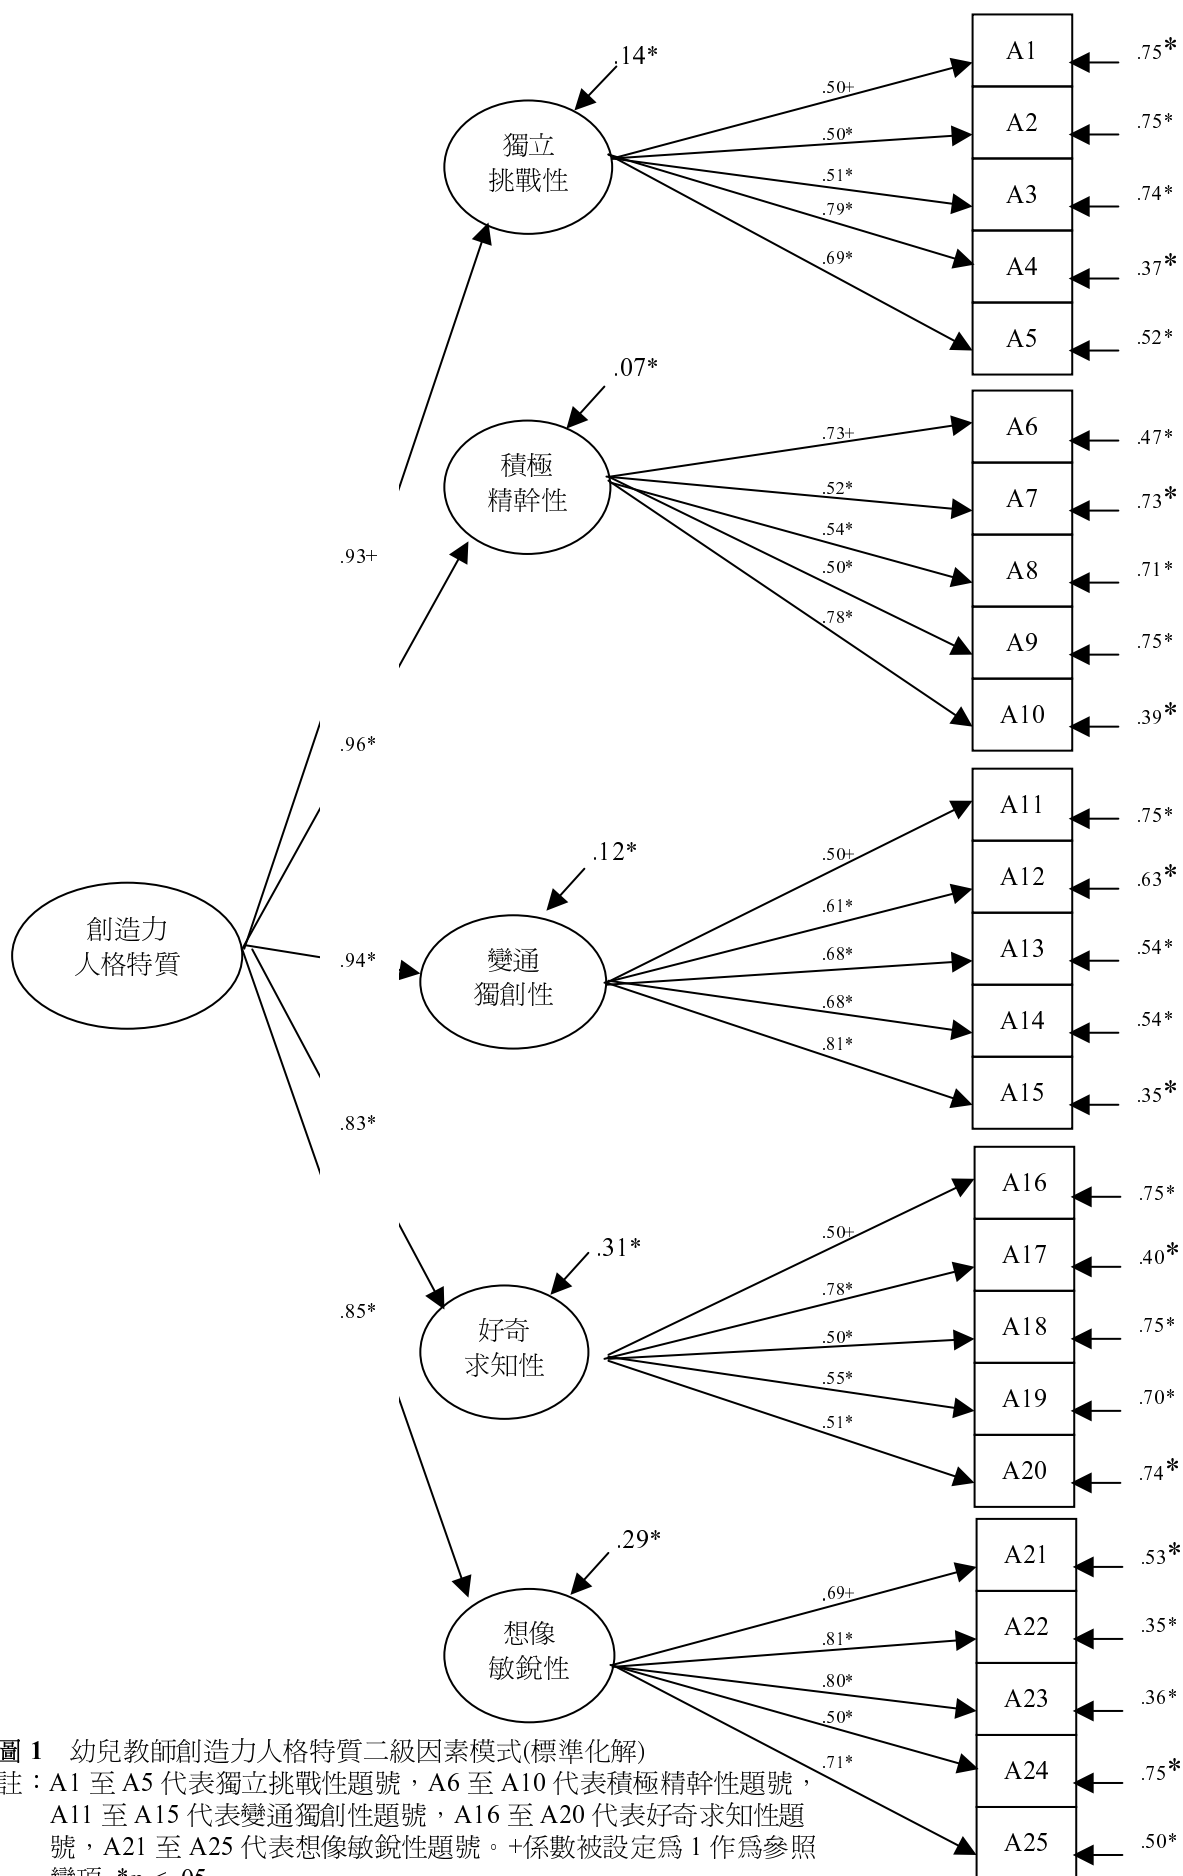 .14*
獨立
挑戰性
.50+
.50*
.51*
.79*
.69*
A1
.75*
A2
.75*
A3
.74*
A4
.37*
A5
.52*
.07*
積極
精幹性
.73+
.52*
.54*
.50*
.78*
A6
.47*
A7
.73*
A8
.71*
A9
.75*
A10
.39*
.93+
.96*
.94*
.83*
.85*
創造力
人格特質
.12*
變通
獨創性
.50+
.61*
.68*
.68*
.81*
A11
.75*
A12
.63*
A13
.54*
A14
.54*
A15
.35*
.31*
好奇
求知性
.50+
.78*
.50*
.55*
.51*
A16
.75*
A17
.40*
A18
.75*
A19
.70*
A20
.74*
.29*
想像
敏銳性
.69+
.81*
.80*
.50*
.71*
A21
.53*
A22
.35*
A23
.36*
A24
.75*
A25
.50*
圖 1 幼兒教師創造力人格特質二級因素模式(標準化解)
註：A1 至 A5 代表獨立挑戰性題號，A6 至 A10 代表積極精幹性題號，
A11 至 A15 代表變通獨創性題號，A16 至 A20 代表好奇求知性題
號，A21 至 A25 代表想像敏銳性題號。+係數被設定爲 1 作爲參照
變項 *p < .05